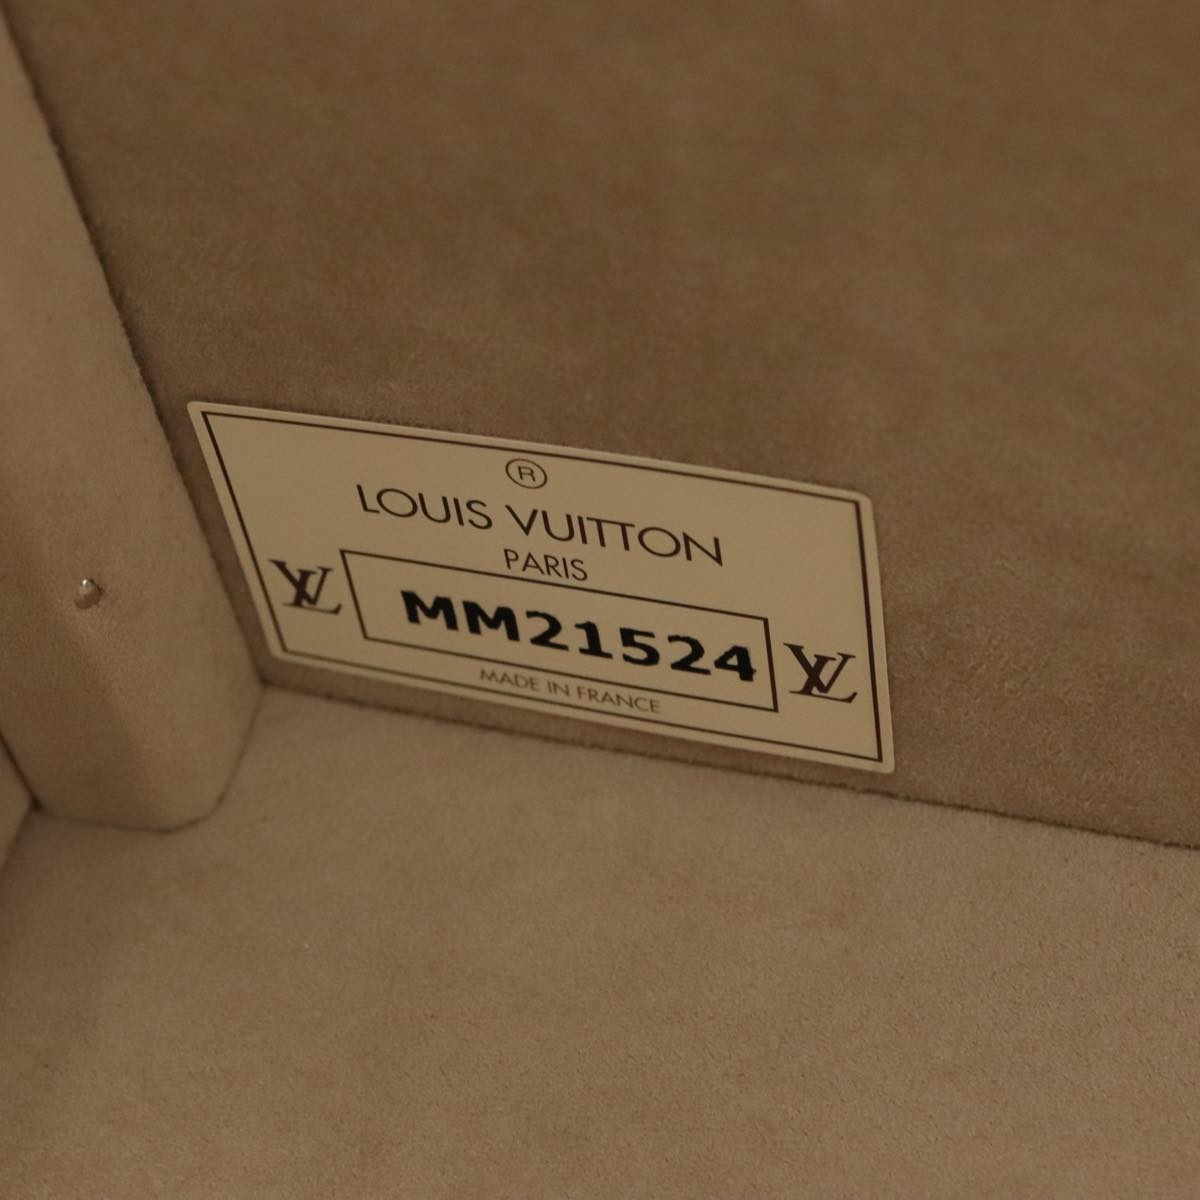 ®
LOUIS VUITTON
PARIS
LV MM21524 LV
MADE IN FRANCE